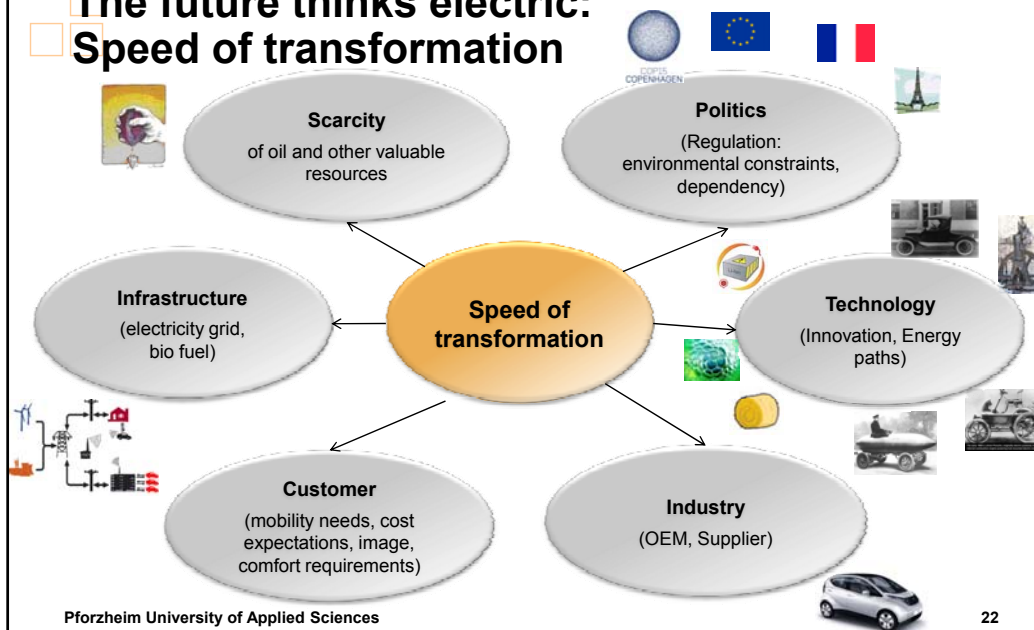 The future thinks electric:
Speed of transformation
COP15
COPENHAGEN
Scarcity
of oil and other valuable
resources
Politics
(Regulation:
environmental constraints,
dependency)
Infrastructure
(electricity grid,
bio fuel)
Speed of
transformation
Technology
(Innovation, Energy
paths)
Customer
(mobility needs, cost
expectations, image,
comfort requirements)
Industry
(OEM, Supplier)
Pforzheim University of Applied Sciences
22